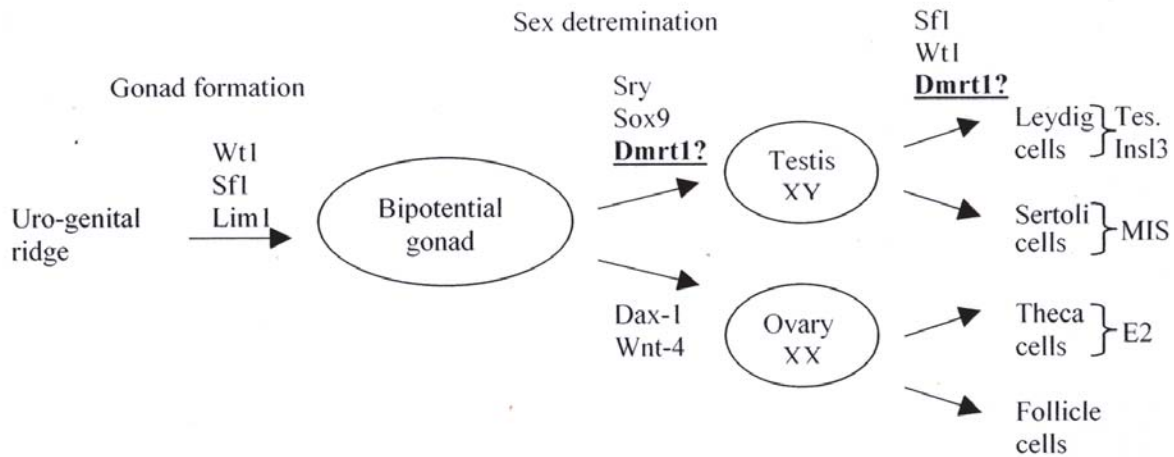 Sex detremination
Gonad formation
Wt1
Sf1
Lim1
Uro-genital
ridge
Bipotential
gonad
Sry
Sox9
Dmrt1?
Dax-1
Wnt-4
Testis
XY
Ovary
XX
Sf1
Wt1
Dmrt1?
Leydig
cells
Tes.
Insl3
Sertoli
cells
MIS
Theca
cells
E2
Follicle
cells